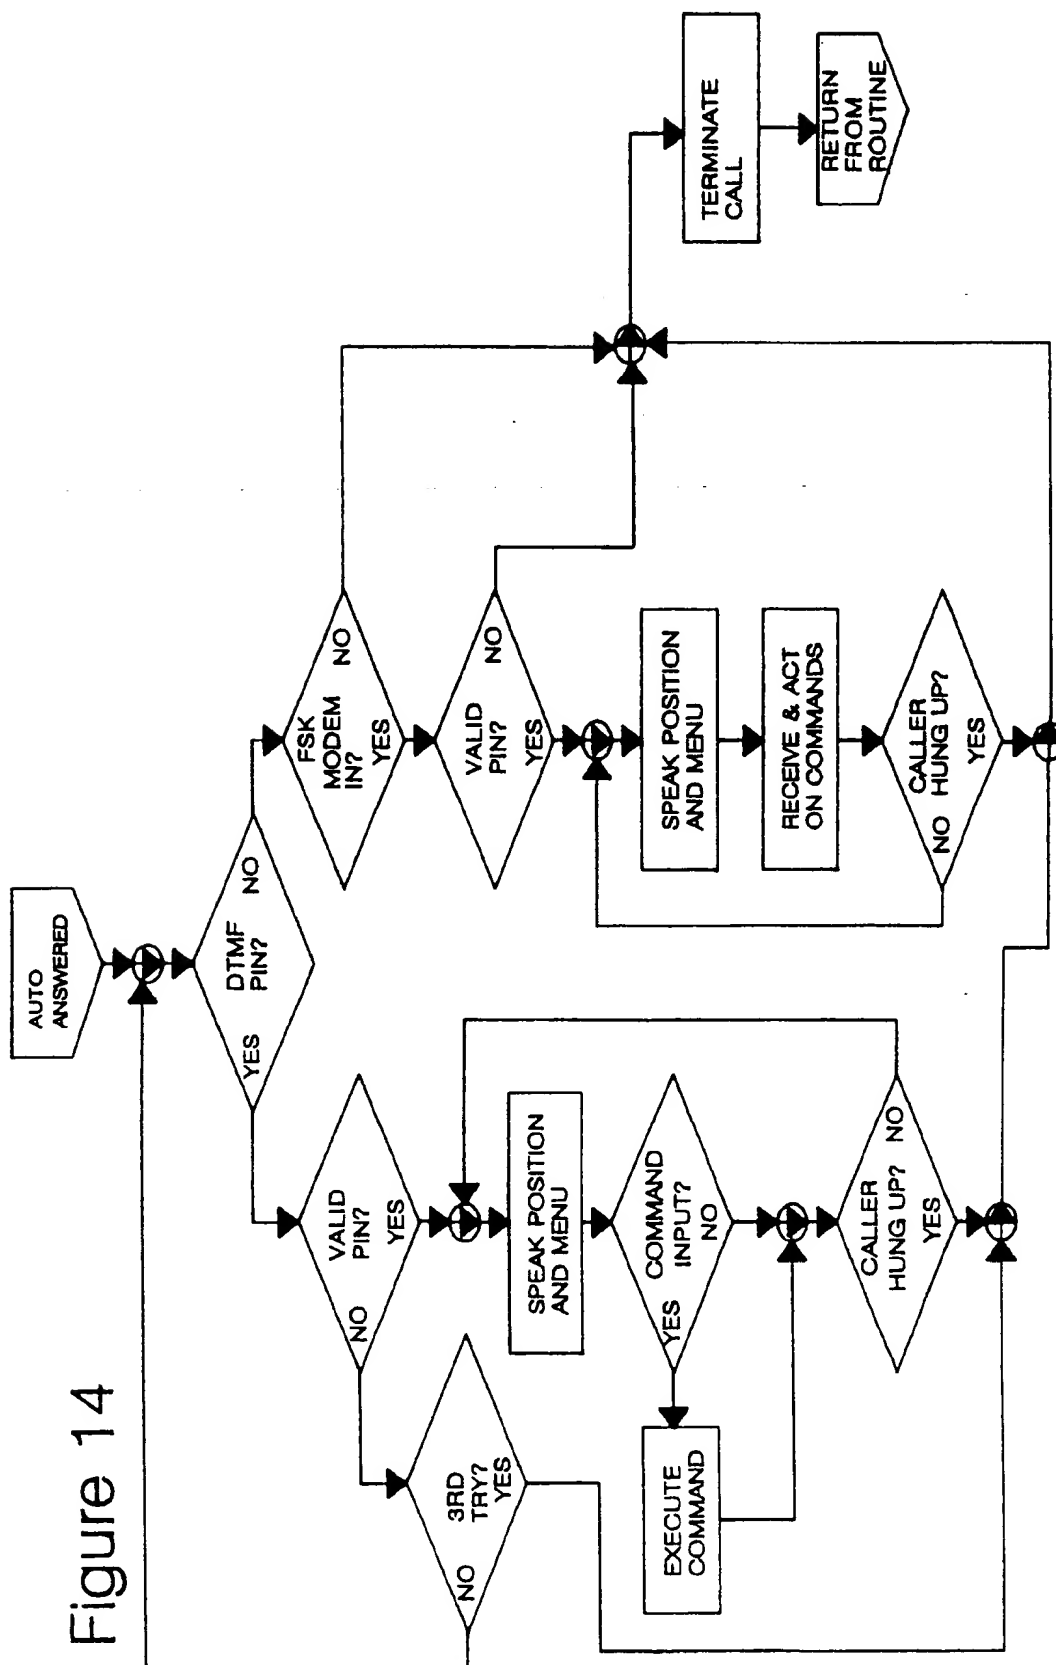 Figure 14
AUTO
ANSWERED
DTMF
PIN?
YES
NO
VALID
PIN?
NO
YES
3RD
TRY?
NO
YES
SPEAK POSITION
AND MENU
COMMAND
INPUT?
YES
NO
EXECUTE
COMMAND
CALLER
HUNG UP?
YES
NO
FSK
MODEM
IN?
YES
NO
VALID
PIN?
YES
NO
SPEAK POSITION
AND MENU
RECEIVE & ACT
ON COMMANDS
CALLER
HUNG UP?
NO
YES
TERMINATE
CALL
RETURN
FROM
ROUTINE